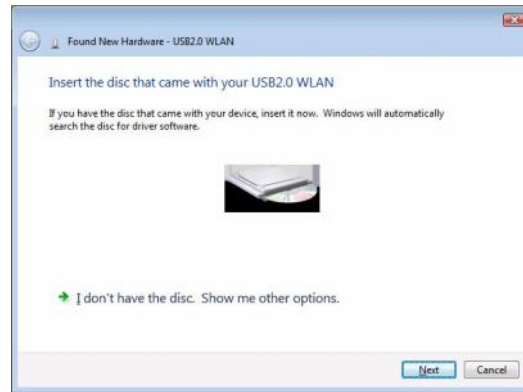 Found New Hardware - USB2.0 WLAN
Insert the disc that came with your USB2.0 WLAN
If you have the disc that came with your device, insert it now. Windows will automatically
search the disc for driver software.
I don't have the disc. Show me other options.
Next Cancel